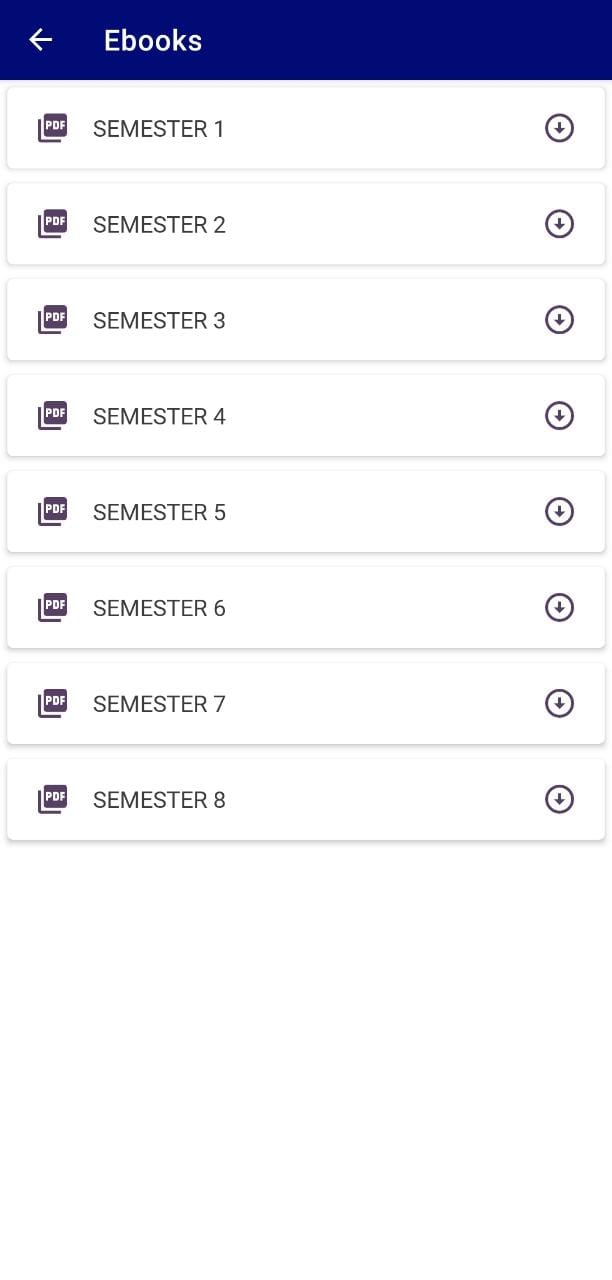 Ebooks
PDF SEMESTER 1
PDF SEMESTER 2
PDF SEMESTER 3
PDF SEMESTER 4
PDF SEMESTER 5
PDF SEMESTER 6
PDF SEMESTER 7
PDF SEMESTER 8